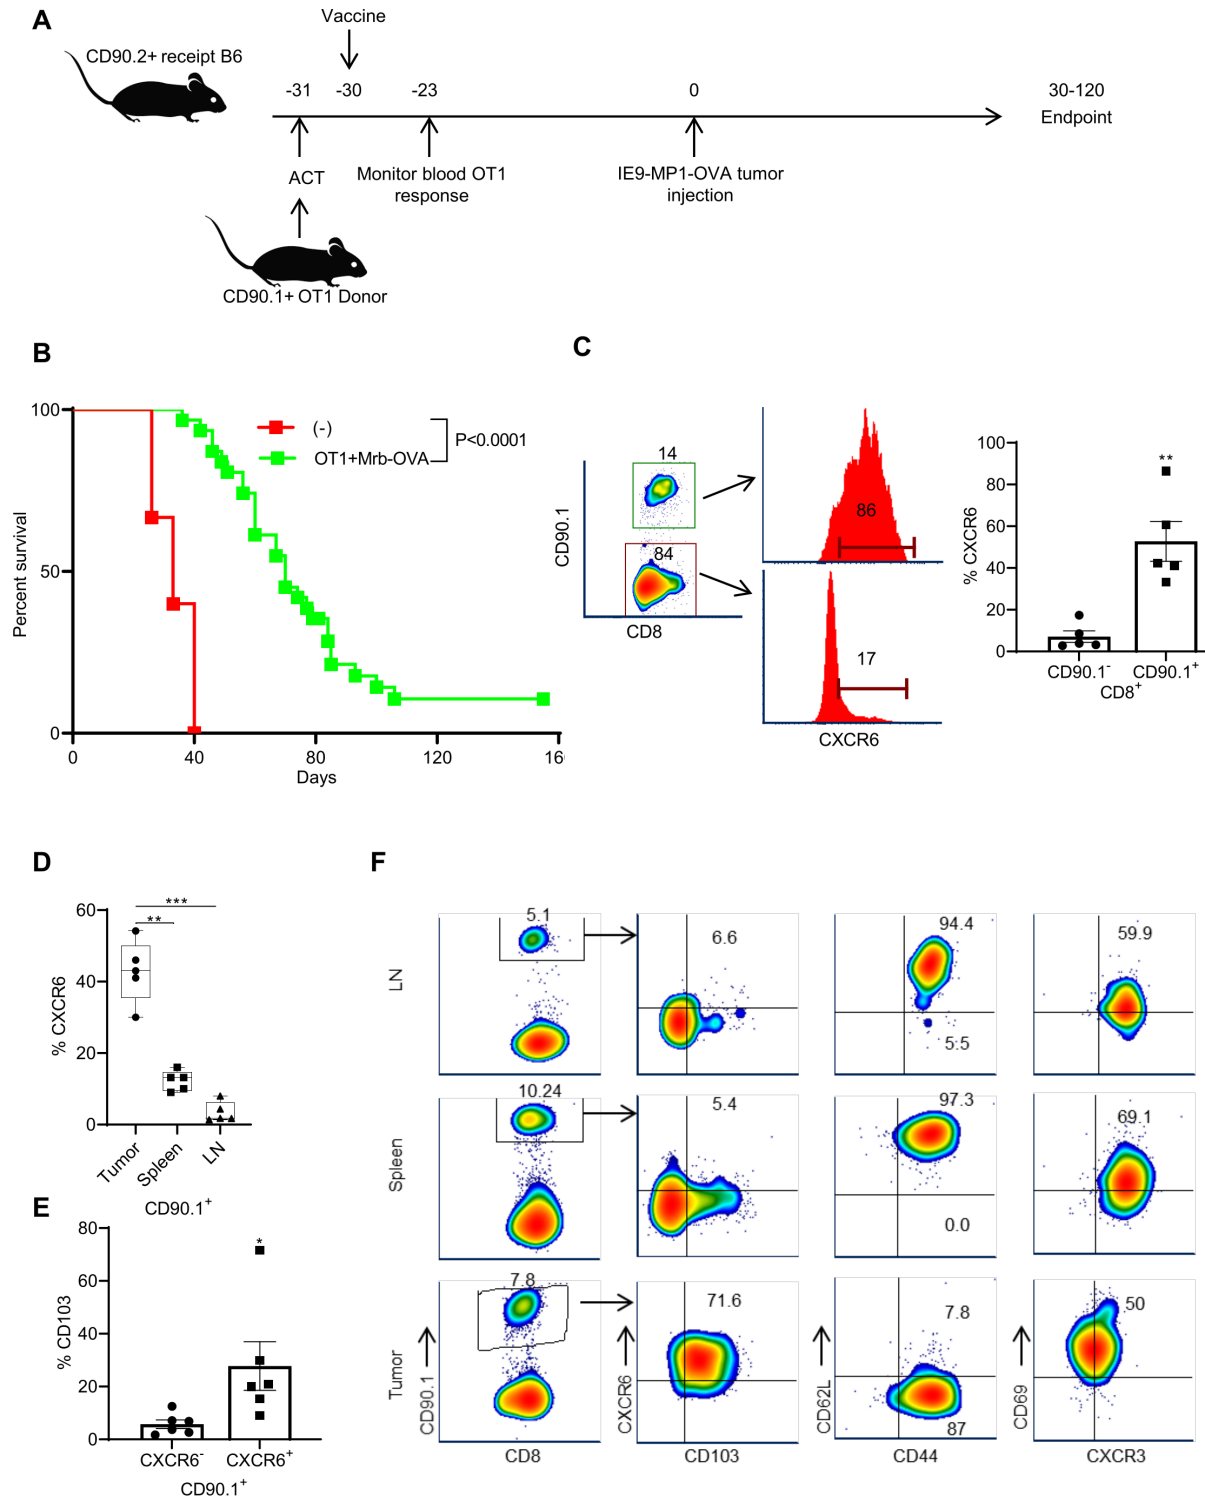 A
Vaccine
CD90.2+ receipt B6
-31
-30
-23
0
30-120
Endpoint
ACT
Monitor blood OT1
response
IE9-MP1-OVA tumor
injection
CD90.1+ OT1 Donor
B
100
50
0
Percent survival
0
40
80
120
16
Days
(-)
OT1+Mrb-OVA
P<0.0001
C
14
84
CD90.1
CD8
86
17
CXCR6
100
80
60
40
20
0
% CXCR6
**
CD90.1-
CD90.1+
CD8+
D
60
40
20
0
% CXCR6
***
**
Tumor
Spleen
LN
CD90.1+
E
80
60
40
20
0
% CD103
*
CXCR6-
CXCR6+
CD90.1+
F
LN
5.1
6.6
94.4
5.5
59.9
Spleen
10.24
5.4
97.3
0.0
69.1
Tumor
7.8
71.6
7.8
87
50
CD90.1
CXCR6
CD62L
CD69
CD8
CD103
CD44
CXCR3